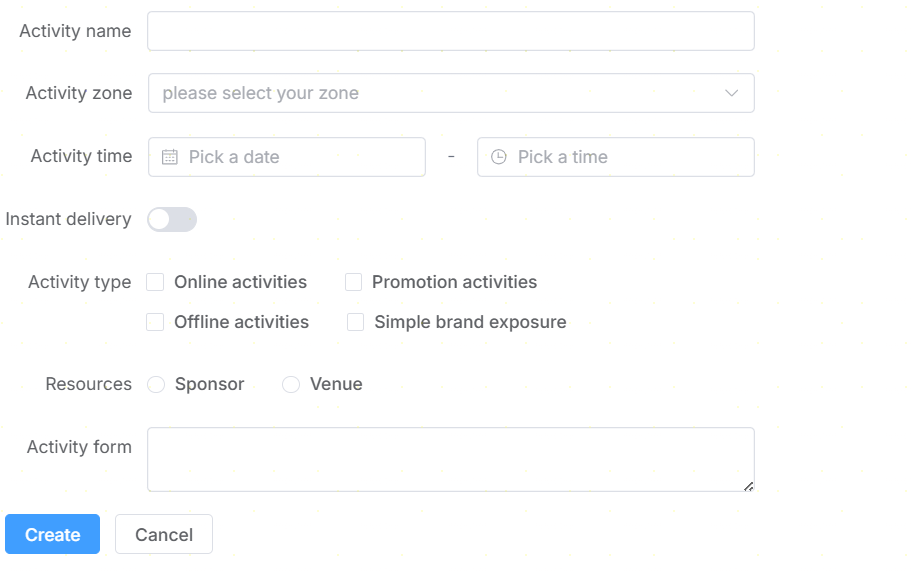 Activity name
Activity zone please select your zone
Activity time Pick a date - Pick a time
Instant delivery
Activity type Online activities Promotion activities
Offline activities Simple brand exposure
Resources Sponsor Venue
Activity form
Create Cancel